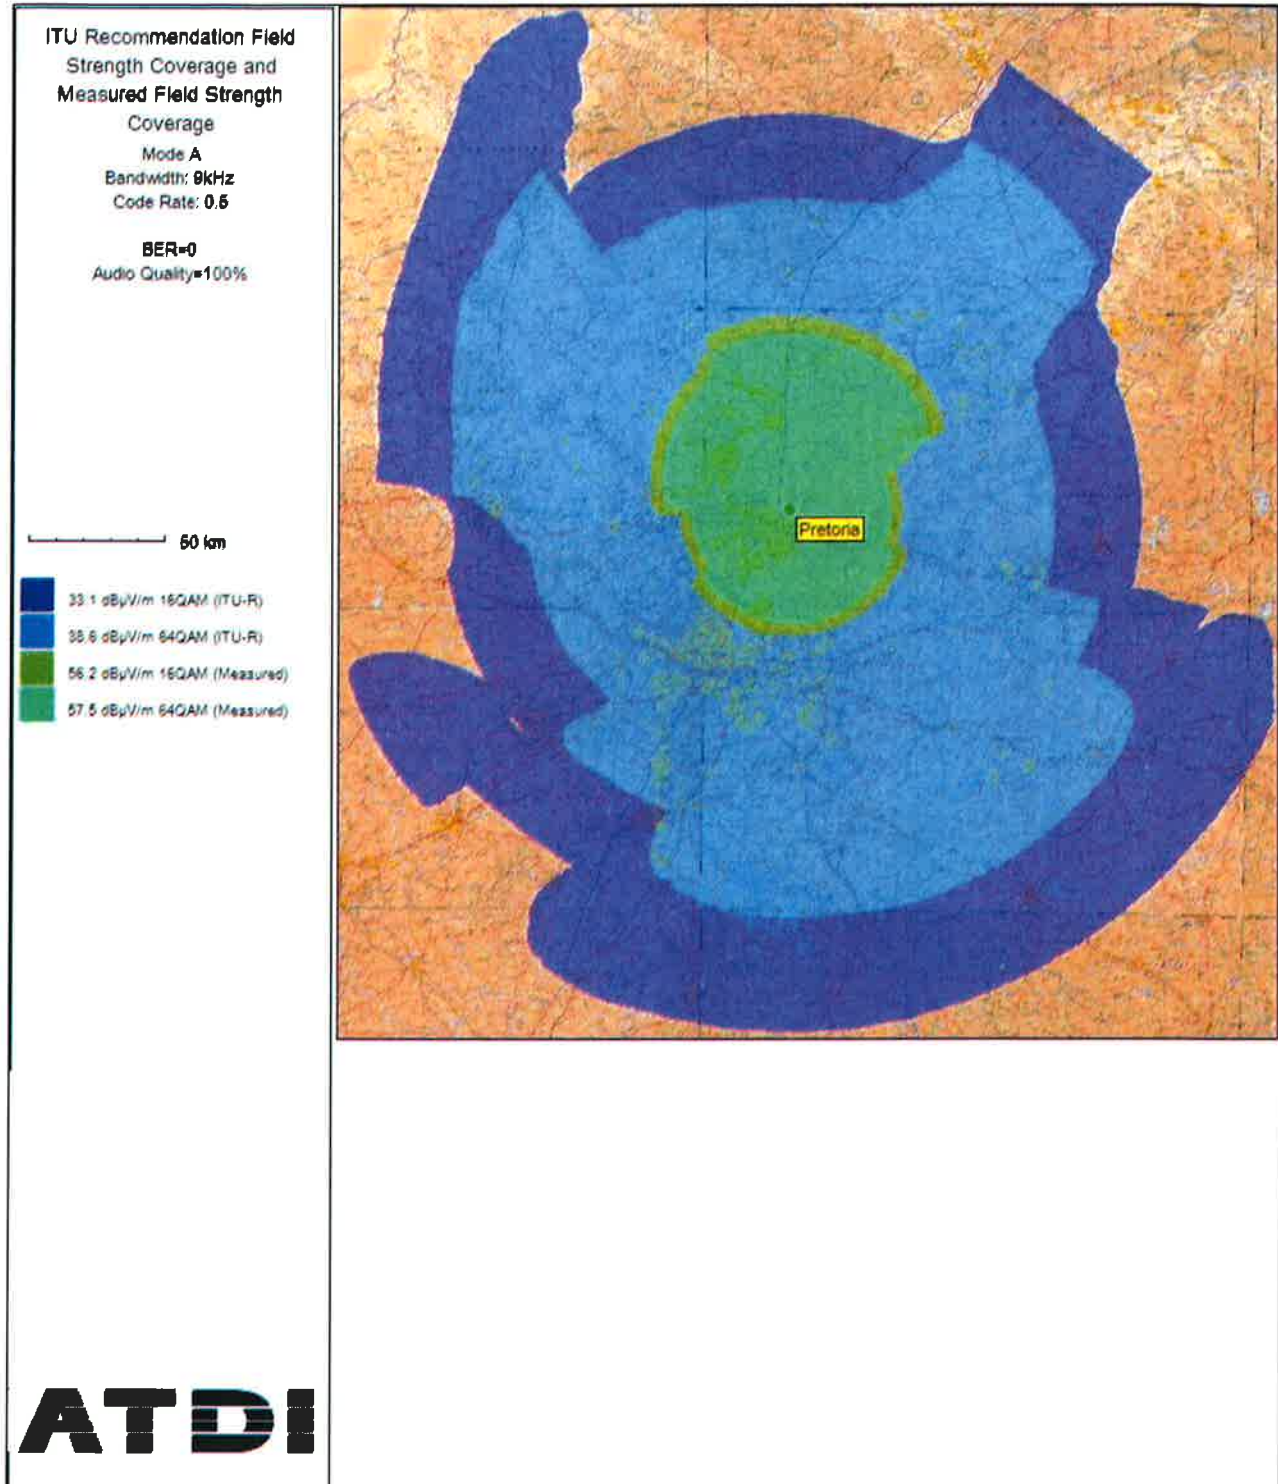 ITU Recommendation Field
Strength Coverage and
Measured Field Strength
Coverage
Mode A
Bandwidth: 9kHz
Code Rate: 0.5
BER=0
Audio Quality=100%
50 km
33.1 dBµV/m 16QAM (ITU-R)
38.6 dBµV/m 64QAM (ITU-R)
56.2 dBµV/m 16QAM (Measured)
57.5 dBµV/m 64QAM (Measured)
Pretoria
ATDI